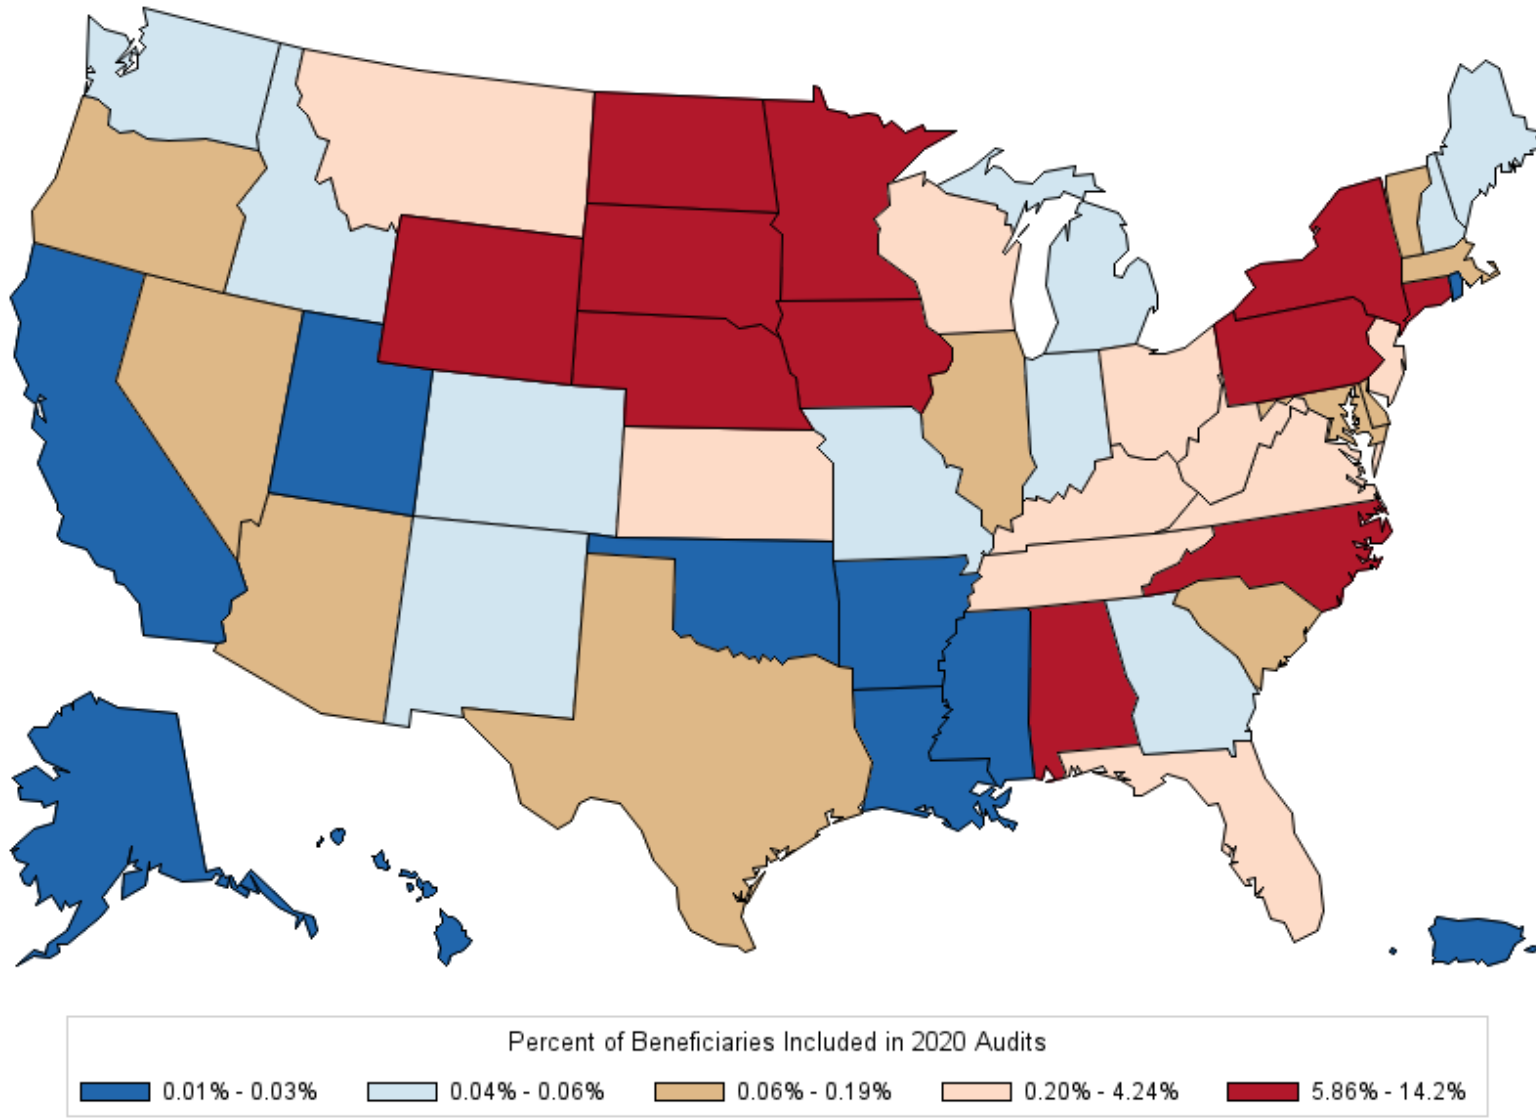 Percent of Beneficiaries Included in 2020 Audits
0.01% - 0.03% 0.04% - 0.06% 0.06% - 0.19% 0.20% - 4.24% 5.86% - 14.2%